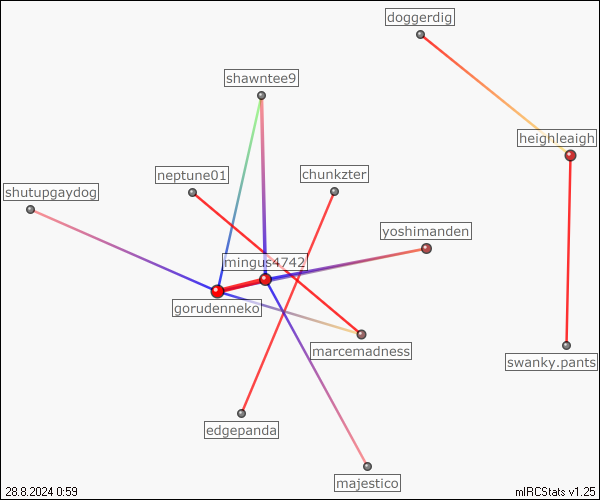 doggerdig
shawntee9
heighleaigh
neptune01
chunkzter
shutupgaydog
yoshimanden
mingus4742
gorudenneko
marcemadness
swanky.pants
edgepanda
majestico
28.8.2024 0:59
mIRCStats v1.25